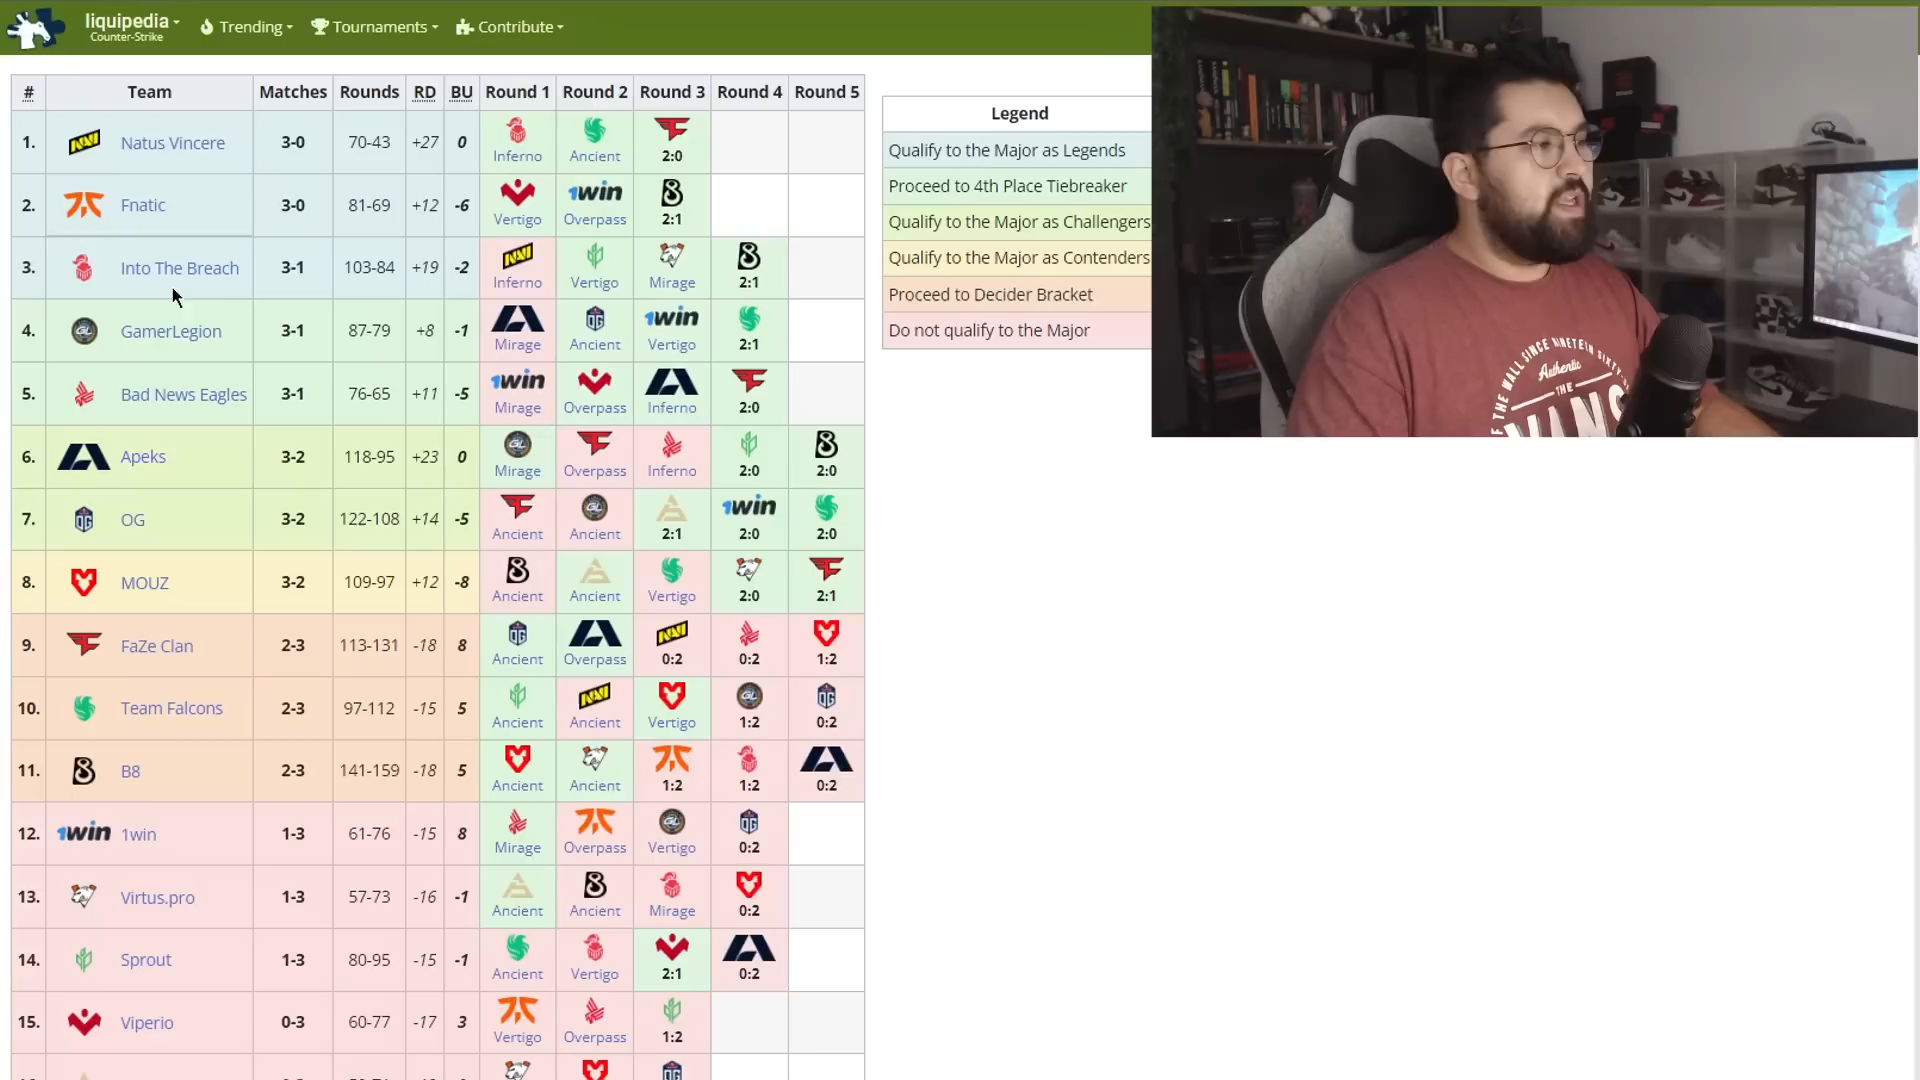 liquipedia
Counter-Strike
Trending
Tournaments
Contribute
# Team Matches Rounds RD BU Round 1 Round 2 Round 3 Round 4 Round 5
1. Natus Vincere 3-0 70-43 +27 0 Inferno Ancient 2:0
2. Fnatic 3-0 81-69 +12 -6 Vertigo 1win Overpass 2:1
3. Into The Breach 3-1 103-84 +19 -2 Inferno Vertigo Mirage 2:1
4. GamerLegion 3-1 87-79 +8 -1 Mirage Ancient 1win Vertigo 2:1
5. Bad News Eagles 3-1 76-65 +11 -5 1win Mirage Overpass Inferno 2:0
6. Apeks 3-2 118-95 +23 0 Mirage Overpass Inferno 2:0 2:0
7. OG 3-2 122-108 +14 -5 Ancient Ancient 2:1 1win 2:0 2:0
8. MOUZ 3-2 109-97 +12 -8 Ancient Ancient Vertigo 2:0 2:1
9. FaZe Clan 2-3 113-131 -18 8 Ancient Overpass 0:2 0:2 1:2
10. Team Falcons 2-3 97-112 -15 5 Ancient Ancient Vertigo 1:2 0:2
11. B8 2-3 141-159 -18 5 Ancient Ancient 1:2 1:2 0:2
12. 1win 1win 1-3 61-76 -15 8 Mirage Overpass Vertigo 0:2
13. Virtus.pro 1-3 57-73 -16 -1 Ancient Ancient Mirage 0:2
14. Sprout 1-3 80-95 -15 -1 Ancient Vertigo 2:1 0:2
15. Viperio 0-3 60-77 -17 3 Vertigo Overpass 1:2
Legend
Qualify to the Major as Legends
Proceed to 4th Place Tiebreaker
Qualify to the Major as Challengers
Qualify to the Major as Contenders
Proceed to Decider Bracket
Do not qualify to the Major
Authentic
THE